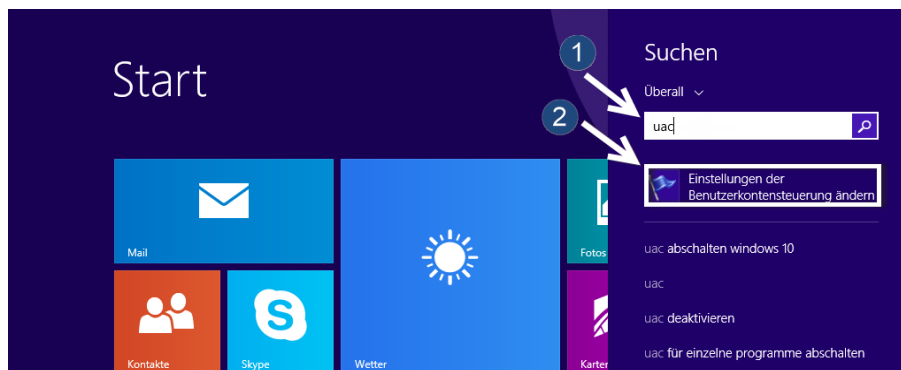 Start
Mail
Kontakte
Skype
Wetter
Fotos
Karter
1
2
Suchen
Überall
uac
Einstellungen der
Benutzerkontensteuerung ändern
uac abschalten windows 10
uac
uac deaktivieren
uac für einzelne programme abschalten